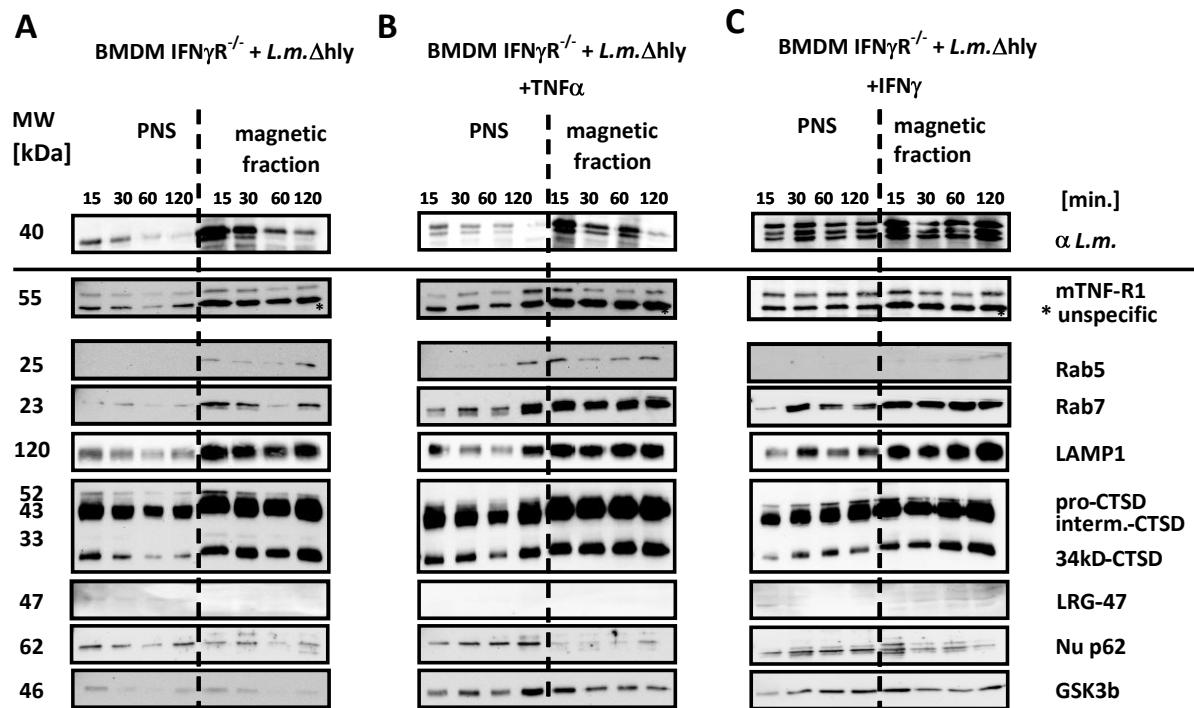 A B C
BMDM IFNγR-/- + L.m.Δhly BMDM IFNγR-/- + L.m.Δhly BMDM IFNγR-/- + L.m.Δhly
+TNFα +IFNγ
MW
[kDa]
PNS magnetic fraction PNS magnetic fraction PNS magnetic fraction
15 30 60 120 15 30 60 120 15 30 60 120 15 30 60 120 15 30 60 120 15 30 60 120 [min.]
40 α L.m.
55 * * * mTNF-R1
* unspecific
25 Rab5
23 Rab7
120 LAMP1
52 pro-CTSD
43 interm.-CTSD
33 34kD-CTSD
47 LRG-47
62 Nu p62
46 GSK3b